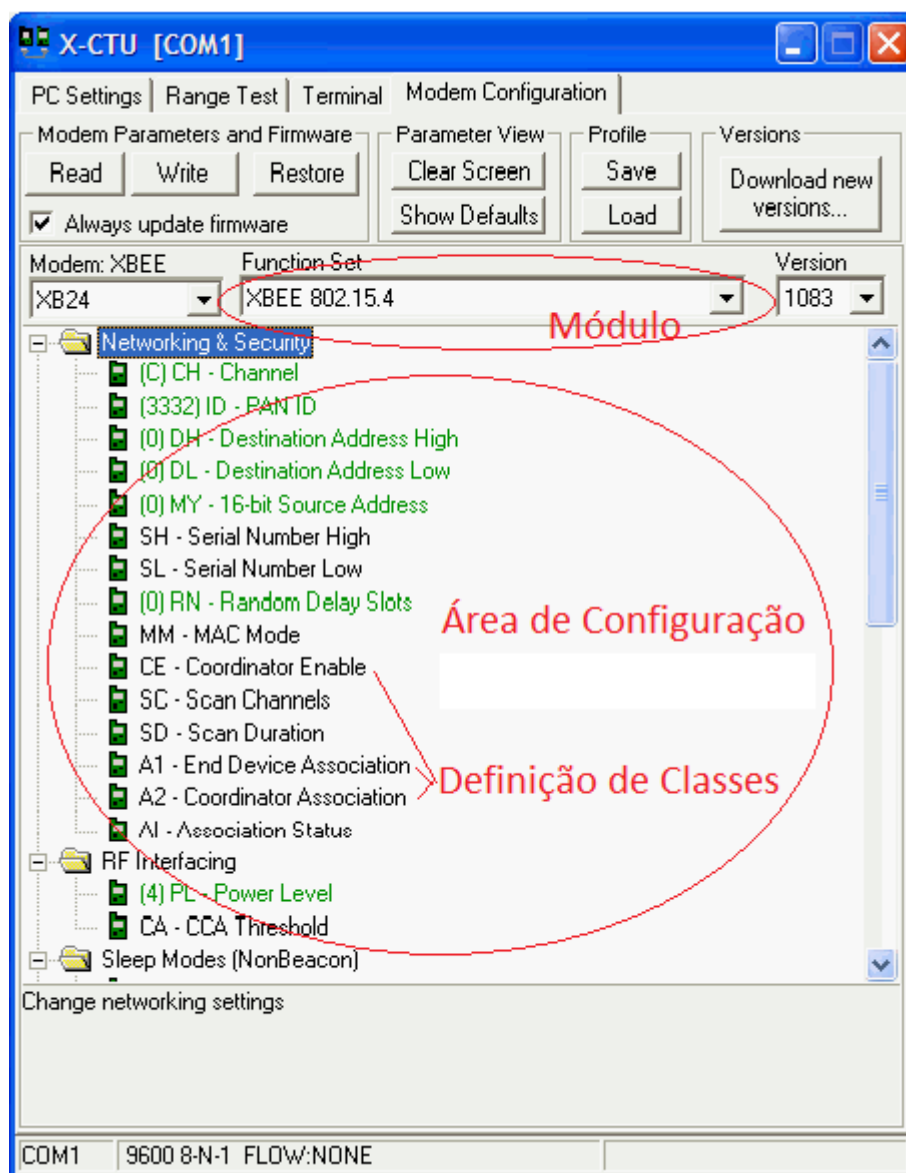 X-CTU [COM1]
PC Settings Range Test Terminal Modem Configuration
Modem Parameters and Firmware Parameter View Profile Versions
Read Write Restore Clear Screen Save Download new versions...
Always update firmware Show Defaults Load
Modem: XBEE Function Set Version
XB24 XBEE 802.15.4 1083
Módulo
Networking & Security
(C) CH - Channel
(3332) ID - PAN ID
(0) DH - Destination Address High
(0) DL - Destination Address Low
(0) MY - 16-bit Source Address
SH - Serial Number High
SL - Serial Number Low
(0) RN - Random Delay Slots
Área de Configuração
MM - MAC Mode
CE - Coordinator Enable
SC - Scan Channels
SD - Scan Duration
A1 - End Device Association
Definição de Classes
A2 - Coordinator Association
AI - Association Status
RF Interfacing
(4) PL - Power Level
CA - CCA Threshold
Sleep Modes (NonBeacon)
Change networking settings
COM1 9600 8-N-1 FLOW:NONE